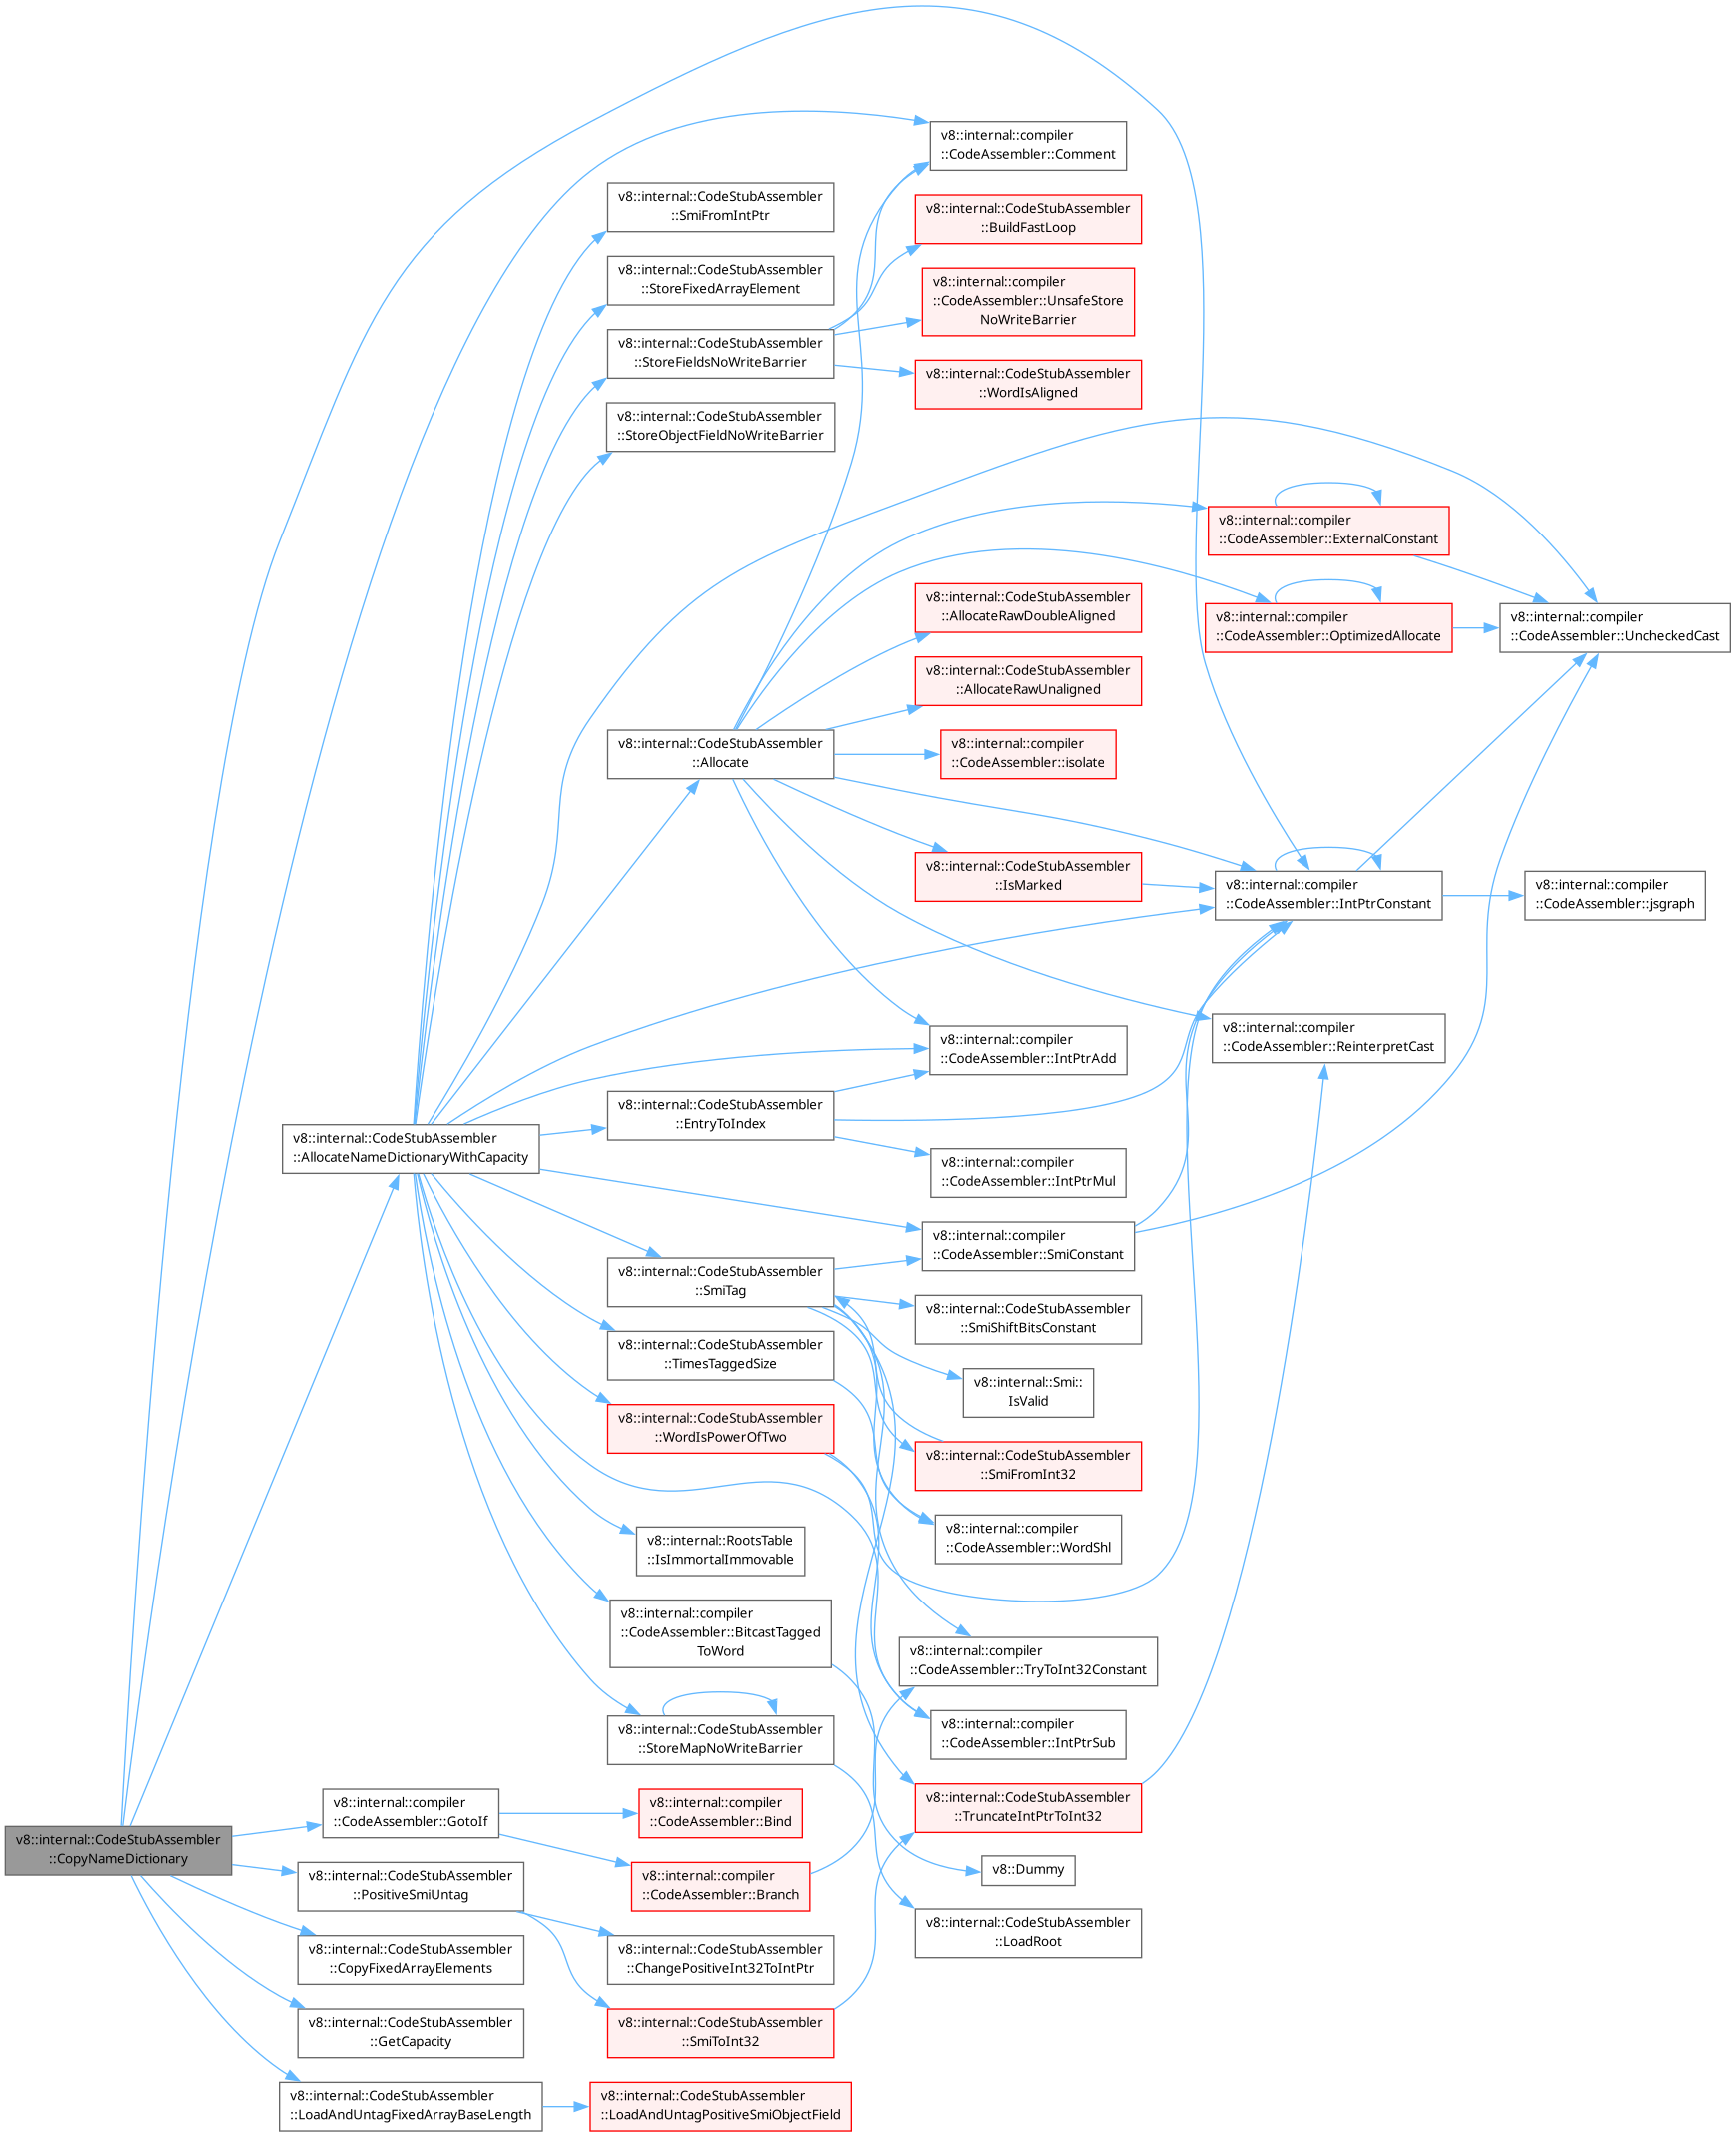 v8::internal::compiler
::CodeAssembler::Comment
v8::internal::CodeStubAssembler
::SmiFromIntPtr
v8::internal::CodeStubAssembler
::BuildFastLoop
v8::internal::CodeStubAssembler
::StoreFixedArrayElement
v8::internal::compiler
::CodeAssembler::UnsafeStore
NoWriteBarrier
v8::internal::CodeStubAssembler
::StoreFieldsNoWriteBarrier
v8::internal::CodeStubAssembler
::WordIsAligned
v8::internal::CodeStubAssembler
::StoreObjectFieldNoWriteBarrier
v8::internal::compiler
::CodeAssembler::ExternalConstant
v8::internal::CodeStubAssembler
::AllocateRawDoubleAligned
v8::internal::compiler
::CodeAssembler::OptimizedAllocate
v8::internal::compiler
::CodeAssembler::UncheckedCast
v8::internal::CodeStubAssembler
::AllocateRawUnaligned
v8::internal::CodeStubAssembler
::Allocate
v8::internal::compiler
::CodeAssembler::isolate
v8::internal::CodeStubAssembler
::IsMarked
v8::internal::compiler
::CodeAssembler::IntPtrConstant
v8::internal::compiler
::CodeAssembler::jsgraph
v8::internal::compiler
::CodeAssembler::ReinterpretCast
v8::internal::compiler
::CodeAssembler::IntPtrAdd
v8::internal::CodeStubAssembler
::EntryToIndex
v8::internal::CodeStubAssembler
::AllocateNameDictionaryWithCapacity
v8::internal::compiler
::CodeAssembler::IntPtrMul
v8::internal::compiler
::CodeAssembler::SmiConstant
v8::internal::CodeStubAssembler
::SmiTag
v8::internal::CodeStubAssembler
::SmiShiftBitsConstant
v8::internal::CodeStubAssembler
::TimesTaggedSize
v8::internal::Smi::
IsValid
v8::internal::CodeStubAssembler
::WordIsPowerOfTwo
v8::internal::CodeStubAssembler
::SmiFromInt32
v8::internal::RootsTable
::IsImmortalImmovable
v8::internal::compiler
::CodeAssembler::WordShl
v8::internal::compiler
::CodeAssembler::BitcastTagged
ToWord
v8::internal::compiler
::CodeAssembler::TryToInt32Constant
v8::internal::CodeStubAssembler
::StoreMapNoWriteBarrier
v8::internal::compiler
::CodeAssembler::IntPtrSub
v8::internal::compiler
::CodeAssembler::GotoIf
v8::internal::compiler
::CodeAssembler::Bind
v8::internal::CodeStubAssembler
::TruncateIntPtrToInt32
v8::internal::CodeStubAssembler
::CopyNameDictionary
v8::internal::CodeStubAssembler
::PositiveSmiUntag
v8::internal::compiler
::CodeAssembler::Branch
v8::Dummy
v8::internal::CodeStubAssembler
::CopyFixedArrayElements
v8::internal::CodeStubAssembler
::ChangePositiveInt32ToIntPtr
v8::internal::CodeStubAssembler
::LoadRoot
v8::internal::CodeStubAssembler
::GetCapacity
v8::internal::CodeStubAssembler
::SmiToInt32
v8::internal::CodeStubAssembler
::LoadAndUntagFixedArrayBaseLength
v8::internal::CodeStubAssembler
::LoadAndUntagPositiveSmiObjectField